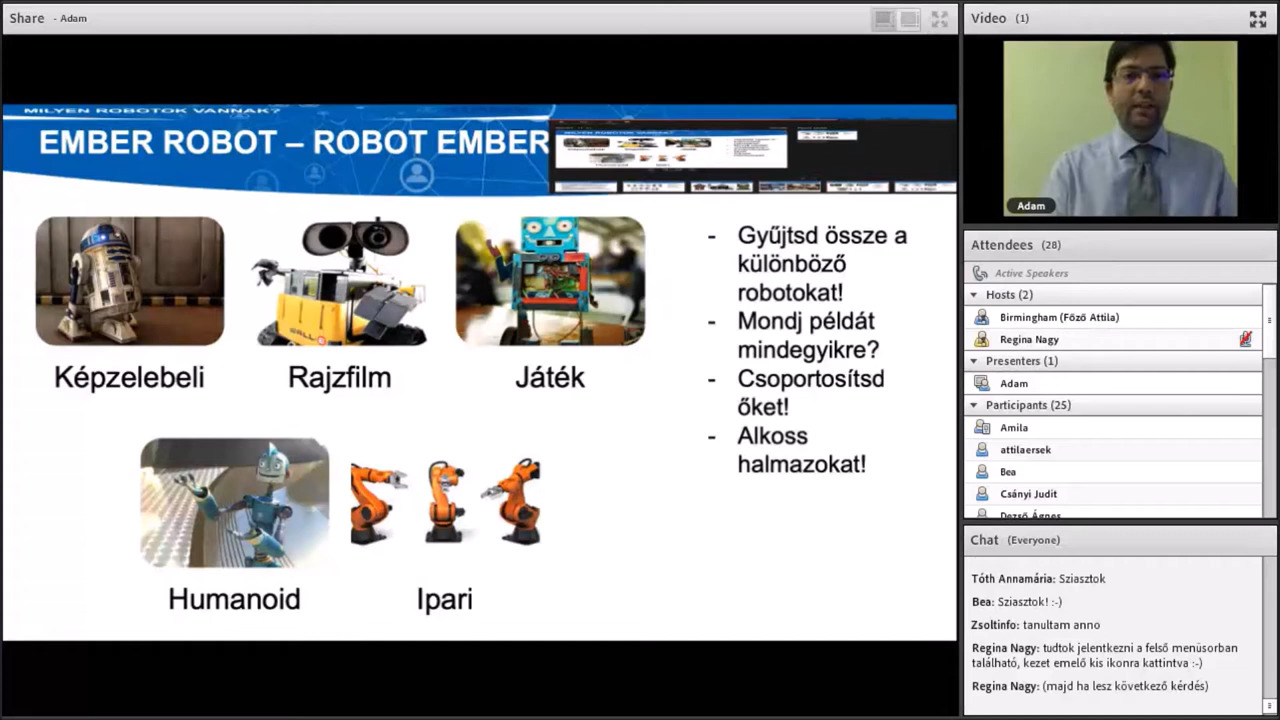 Share - Adam
MILYEN ROBOTOK VANNAK?
EMBER ROBOT – ROBOT EMBER
Képzelebeli
Rajzfilm
Játék
Humanoid
Ipari
- Gyűjtsd össze a
különböző
robotokat!
- Mondj példát
mindegyikre?
- Csoportosítsd
őket!
- Alkoss
halmazokat!
Video (1)
Adam
Attendees (28)
Active Speakers
Hosts (2)
Birmingham (Főző Attila)
Regina Nagy
Presenters (1)
Adam
Participants (25)
Amila
attilaersek
Bea
Csányi Judit
Dezső Ágnes
Chat (Everyone)
Tóth Annamária: Sziasztok
Bea: Sziasztok! :-)
Zsoltinfo: tanultam anno
Regina Nagy: tudtok jelentkezni a felső menüsorban
található, kezet emelő kis ikonra kattintva :-)
Regina Nagy: (majd ha lesz következő kérdés)